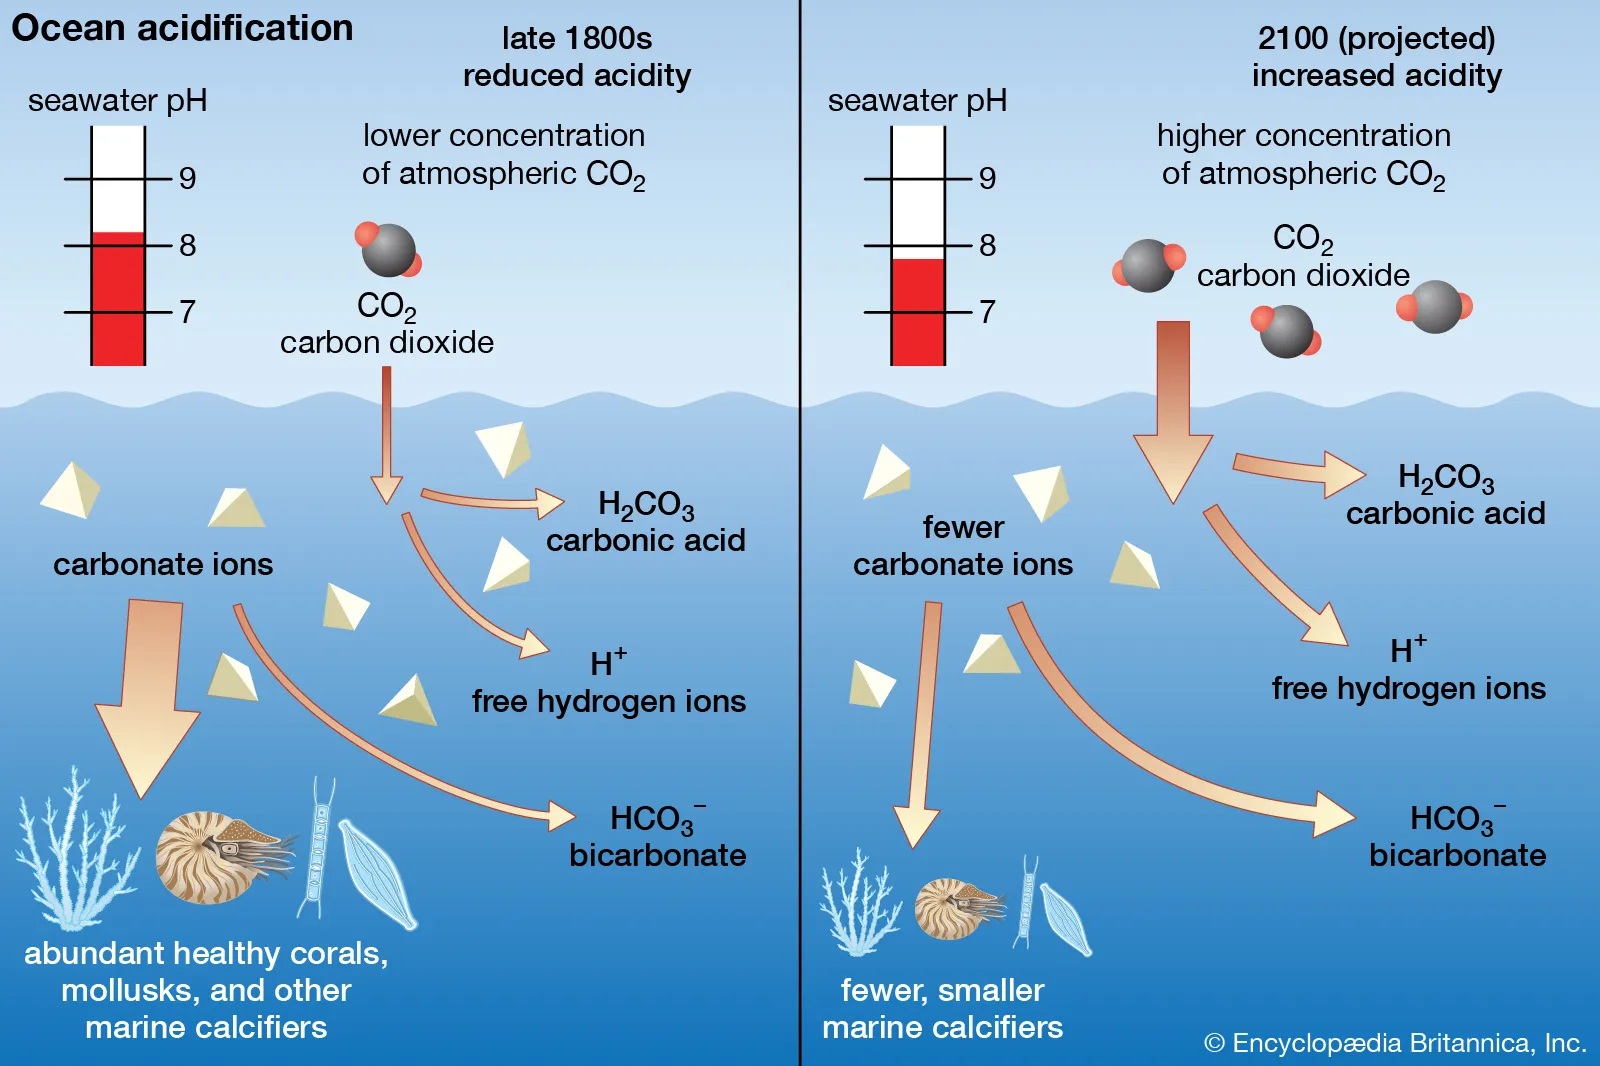 Ocean acidification
late 1800s
reduced acidity
seawater pH
9
8
7
lower concentration
of atmospheric CO₂
CO₂
carbon dioxide
H₂CO₃
carbonic acid
carbonate ions
H⁺
free hydrogen ions
HCO₃⁻
bicarbonate
abundant healthy corals,
mollusks, and other
marine calcifiers
2100 (projected)
increased acidity
seawater pH
9
8
7
higher concentration
of atmospheric CO₂
CO₂
carbon dioxide
H₂CO₃
carbonic acid
fewer
carbonate ions
H⁺
free hydrogen ions
HCO₃⁻
bicarbonate
fewer, smaller
marine calcifiers
© Encyclopædia Britannica, Inc.